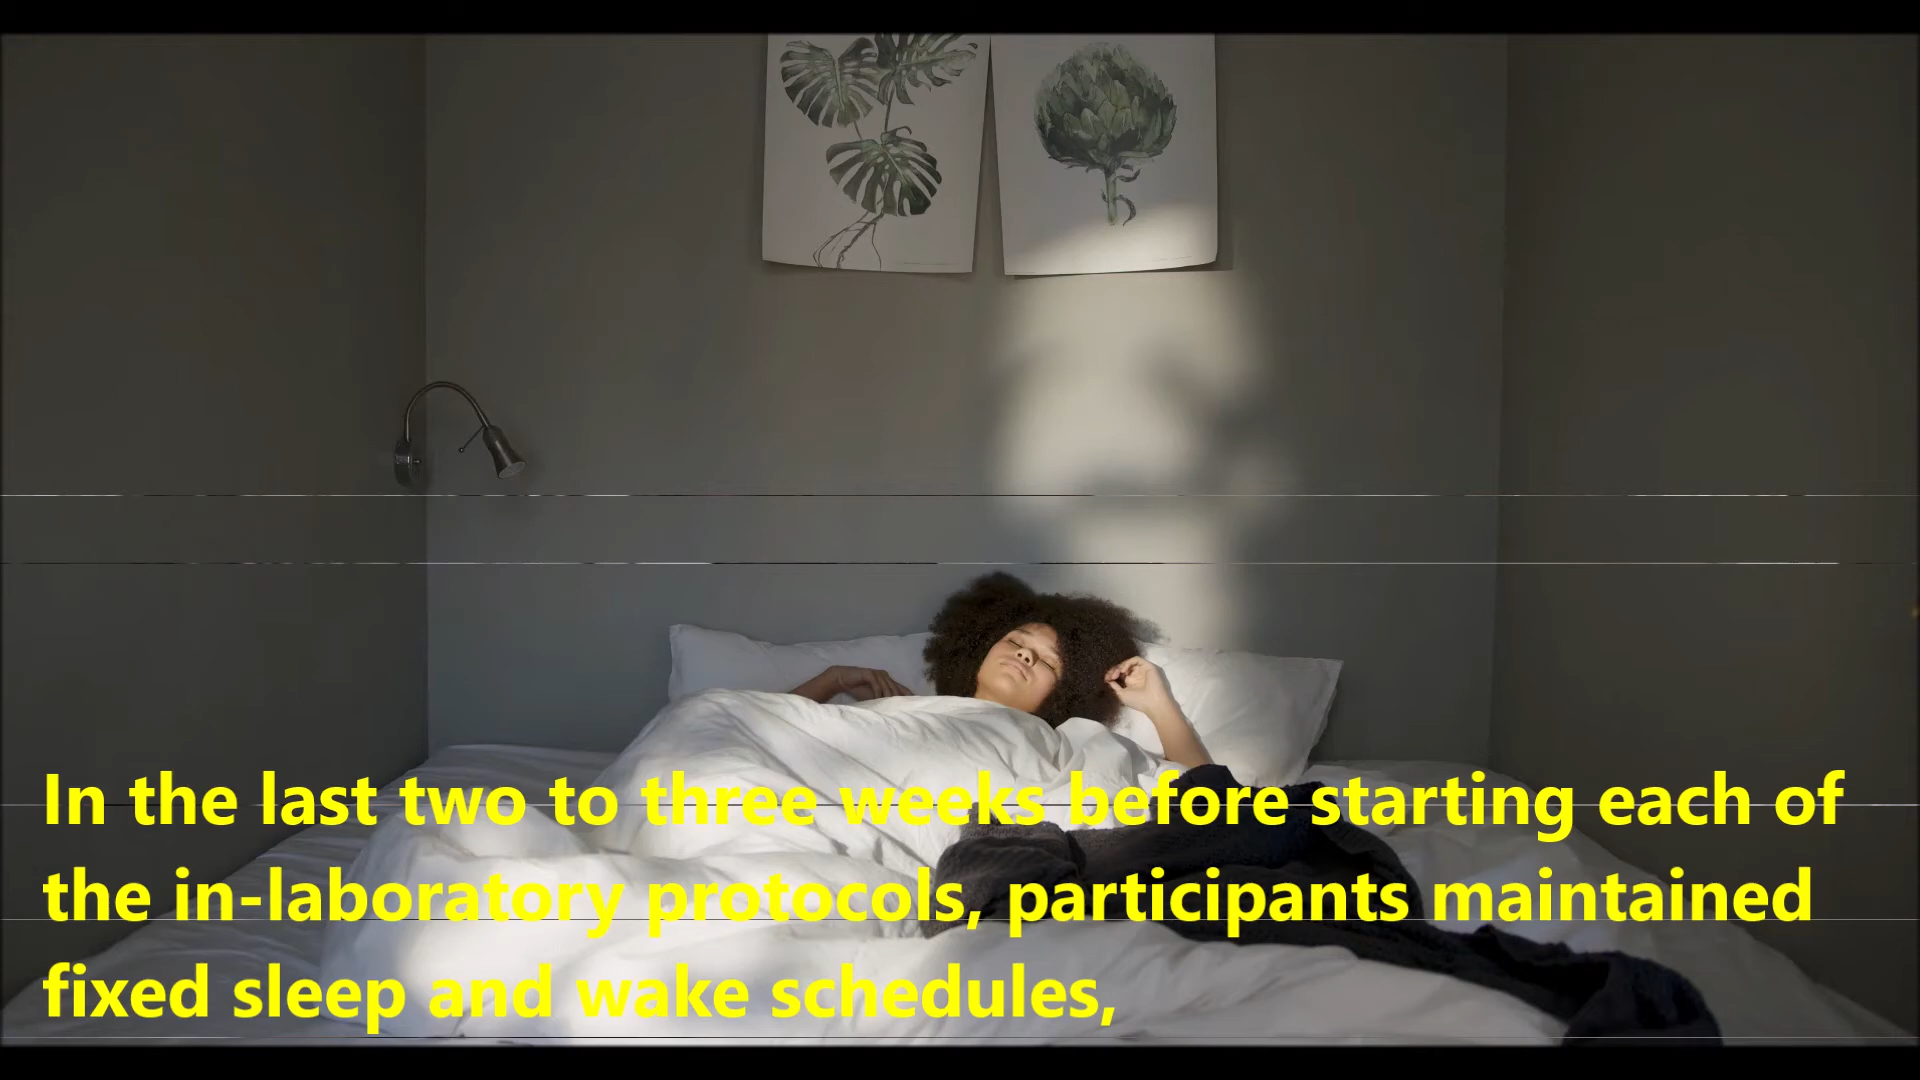 In the last two to three weeks before starting each of
the in-laboratory protocols, participants maintained
fixed sleep and wake schedules,